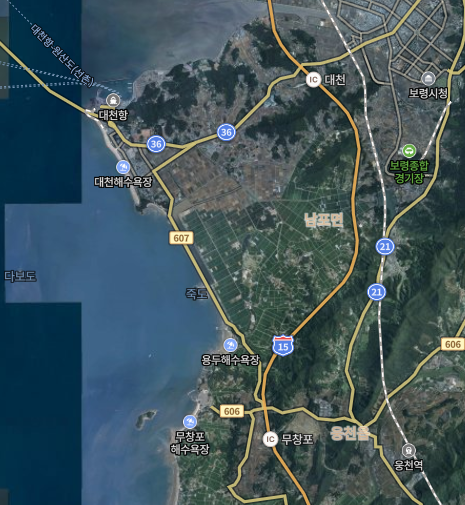 대천항-원산도(선촌)
IC
대천
보령시청
대천항
36
36
보령종합
경기장
대천해수욕장
남포면
607
21
다보도
죽도
21
15
606
용두해수욕장
606
무창포
해수욕장
IC
무창포
웅천읍
웅천역